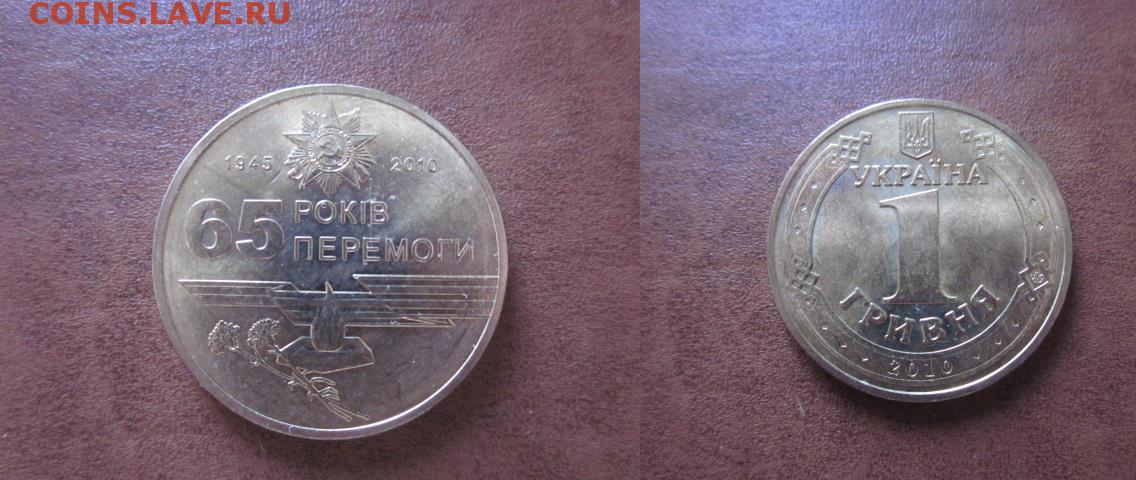 COINS.LAVE.RU
1945 2010
65 РОКІВ
ПЕРЕМОГИ
УКРАЇНА
1
ГРИВНЯ
2010